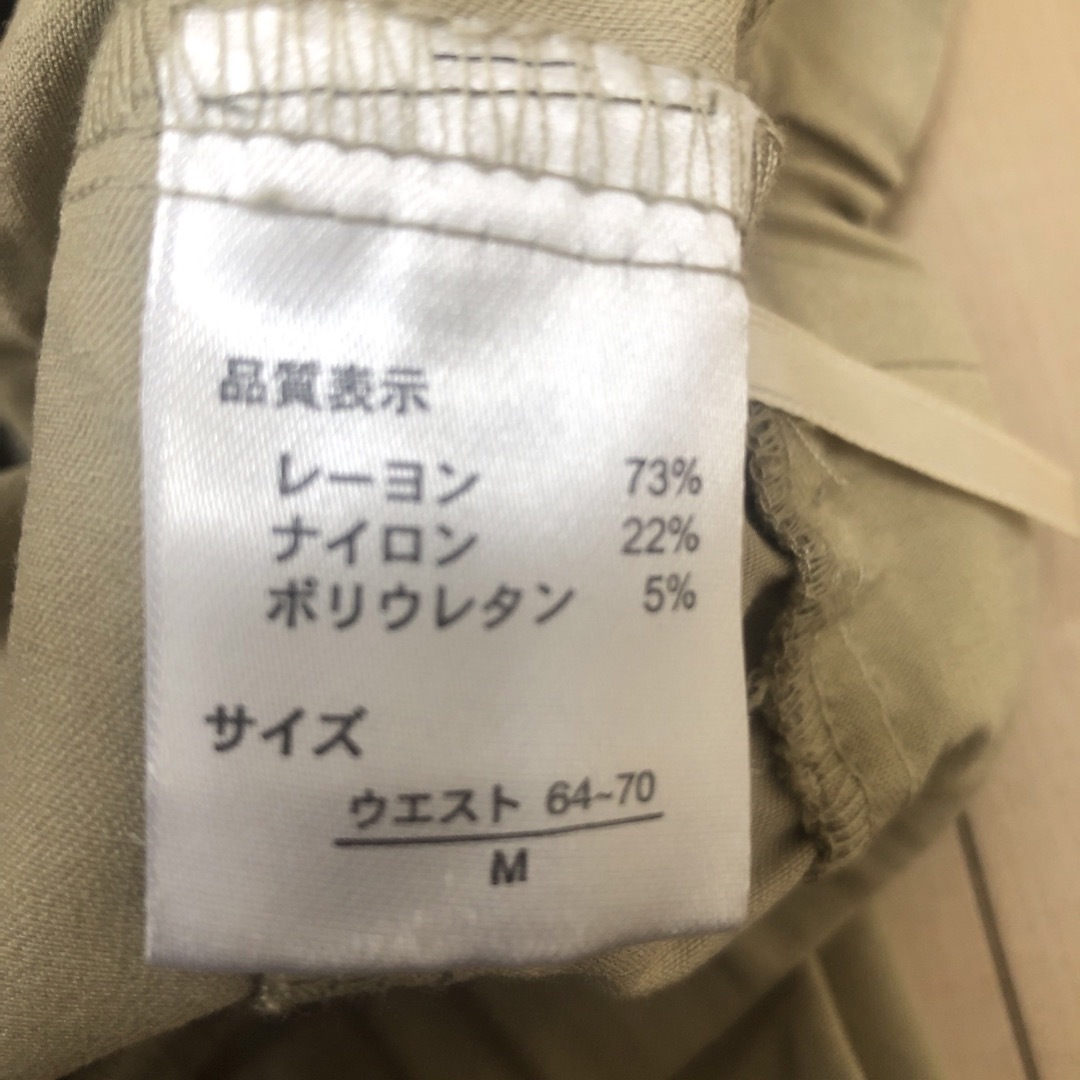 品質表示
レーヨン 73%
ナイロン 22%
ポリウレタン 5%
サイズ
ウエスト 64~70
M